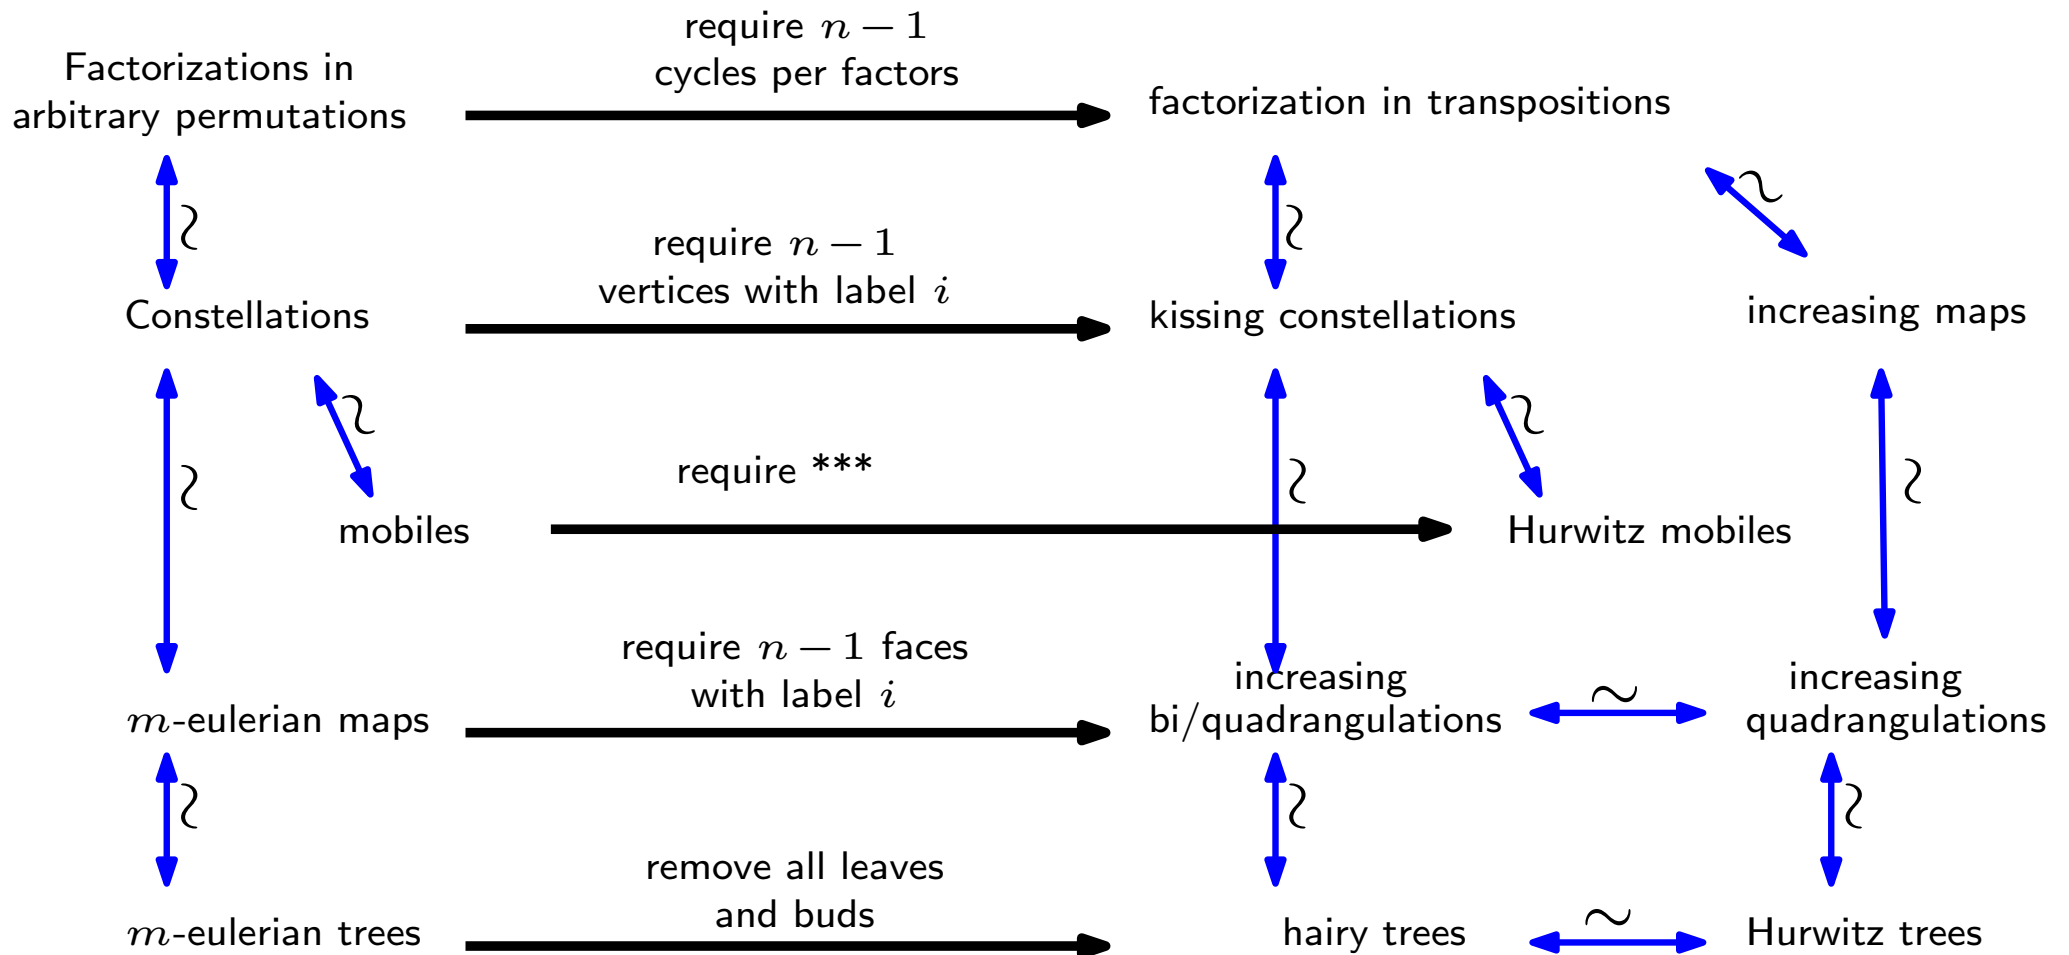 require n − 1
cycles per factors
Factorizations in
arbitrary permutations
factorization in transpositions
∼
∼
∼
require n − 1
vertices with label i
Constellations
kissing constellations
increasing maps
∼
∼
require ***
∼
∼
∼
mobiles
Hurwitz mobiles
require n − 1 faces
with label i
m-eulerian maps
increasing
bi/quadrangulations
∼
increasing
quadrangulations
∼
∼
∼
remove all leaves
and buds
m-eulerian trees
hairy trees
∼
Hurwitz trees